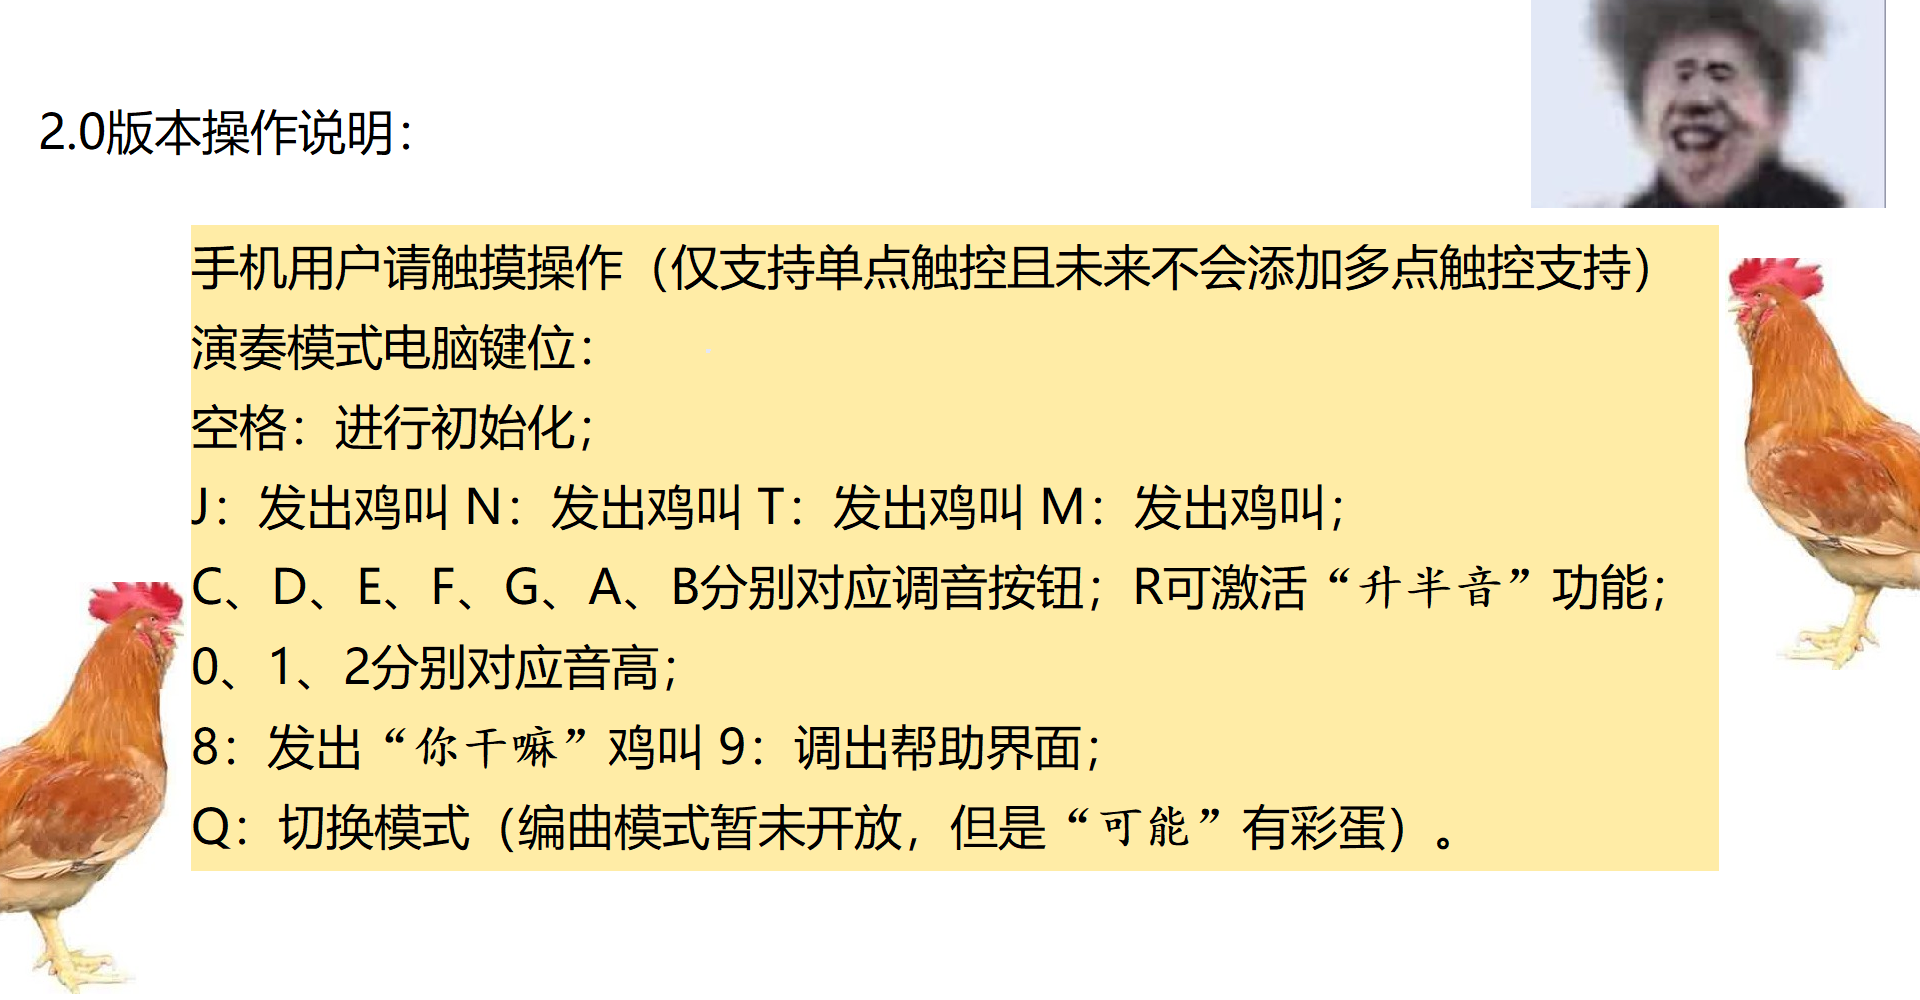 2.0版本操作说明：
手机用户请触摸操作（仅支持单点触控且未来不会添加多点触控支持）
演奏模式电脑键位：
空格：进行初始化；
J：发出鸡叫 N：发出鸡叫 T：发出鸡叫 M：发出鸡叫；
C、D、E、F、G、A、B分别对应调音按钮；R可激活“升半音”功能；
0、1、2分别对应音高；
8：发出“你干嘛”鸡叫 9：调出帮助界面；
Q：切换模式（编曲模式暂未开放，但是“可能”有彩蛋）。